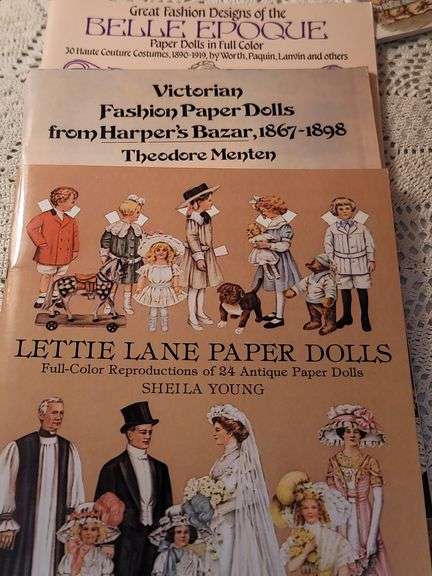 Great Fashion Designs of the
BELLE EPOQUE
Paper Dolls in Full Color
30 Haute Couture Costumes, 1890-1919, by Worth, Paquin, Lanvin and others
Victorian
Fashion Paper Dolls
from Harper's Bazar, 1867-1898
Theodore Menten
LETTIE LANE PAPER DOLLS
Full-Color Reproductions of 24 Antique Paper Dolls
SHEILA YOUNG